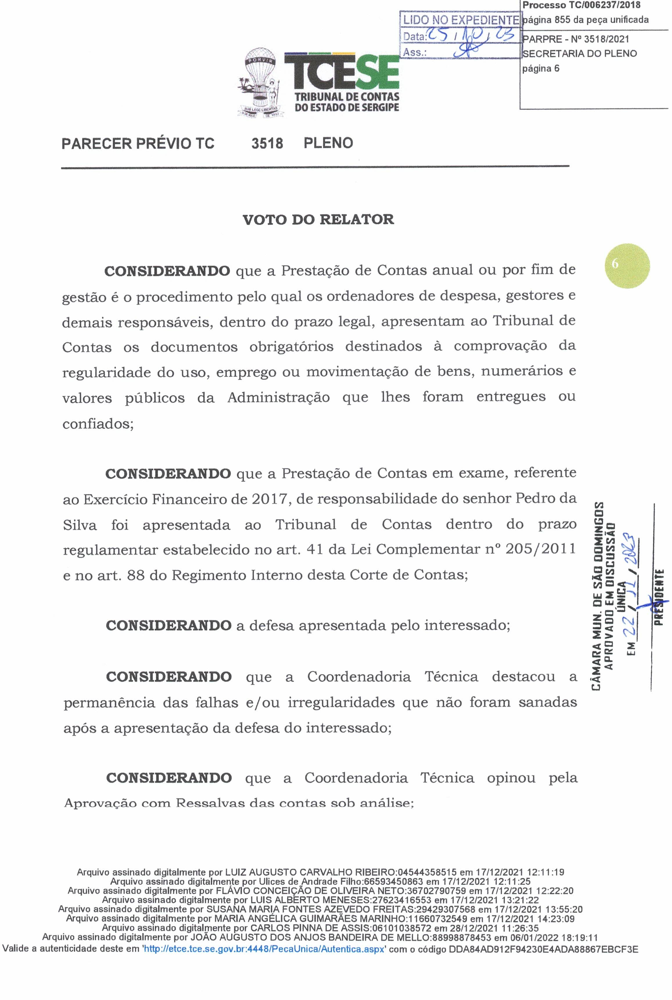 Processo TC/006237/2018
página 855 da peça unificada
PARPRE - Nº 3518/2021
SECRETARIA DO PLENO
página 6
LIDO NO EXPEDIENTE
Data: 25 / 10 / 23
Ass.:
PORVIR
SUB LEGE LIBERTAS
TCESE
TRIBUNAL DE CONTAS
DO ESTADO DE SERGIPE
PARECER PRÉVIO TC 3518 PLENO
VOTO DO RELATOR
6
CONSIDERANDO que a Prestação de Contas anual ou por fim de
gestão é o procedimento pelo qual os ordenadores de despesa, gestores e
demais responsáveis, dentro do prazo legal, apresentam ao Tribunal de
Contas os documentos obrigatórios destinados à comprovação da
regularidade do uso, emprego ou movimentação de bens, numerários e
valores públicos da Administração que lhes foram entregues ou
confiados;
CONSIDERANDO que a Prestação de Contas em exame, referente
ao Exercício Financeiro de 2017, de responsabilidade do senhor Pedro da
Silva foi apresentada ao Tribunal de Contas dentro do prazo
regulamentar estabelecido no art. 41 da Lei Complementar nº 205/2011
e no art. 88 do Regimento Interno desta Corte de Contas;
CONSIDERANDO a defesa apresentada pelo interessado;
CONSIDERANDO que a Coordenadoria Técnica destacou a
permanência das falhas e/ou irregularidades que não foram sanadas
após a apresentação da defesa do interessado;
CONSIDERANDO que a Coordenadoria Técnica opinou pela
Aprovação com Ressalvas das contas sob análise;
CÂMARA MUN. DE SÃO DOMINGOS
APROVADO EM DISCUSSÃO
ÚNICA
EM 22 / 11 / 2023
PRESIDENTE
Arquivo assinado digitalmente por LUIZ AUGUSTO CARVALHO RIBEIRO:04544358515 em 17/12/2021 12:11:19
Arquivo assinado digitalmente por Ulices de Andrade Filho:66593450863 em 17/12/2021 12:11:25
Arquivo assinado digitalmente por FLÁVIO CONCEIÇÃO DE OLIVEIRA NETO:36702790759 em 17/12/2021 12:22:20
Arquivo assinado digitalmente por LUIS ALBERTO MENESES:27623416553 em 17/12/2021 13:21:22
Arquivo assinado digitalmente por SUSANA MARIA FONTES AZEVEDO FREITAS:29429307568 em 17/12/2021 13:55:20
Arquivo assinado digitalmente por MARIA ANGÉLICA GUIMARÃES MARINHO:11660732549 em 17/12/2021 14:23:09
Arquivo assinado digitalmente por CARLOS PINNA DE ASSIS:06101038572 em 28/12/2021 11:26:35
Arquivo assinado digitalmente por JOÃO AUGUSTO DOS ANJOS BANDEIRA DE MELLO:88998878453 em 06/01/2022 18:19:11
Valide a autenticidade deste em 'http://etce.tce.se.gov.br:4448/PecaUnica/Autentica.aspx' com o código DDA84AD912F94230E4ADA88867EBCF3E